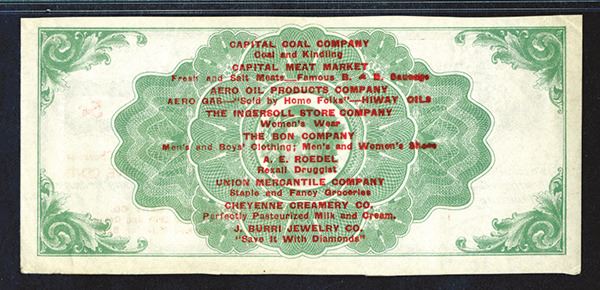 CAPITAL COAL COMPANY
Coal and Kindling
CAPITAL MEAT MARKET
Fresh and Salt Meats—Famous B. & E. Sausage
AERO OIL PRODUCTS COMPANY
AERO GAS—"Sold by Home Folks"—HIWAY OILS
THE INGERSOLL STORE COMPANY
Women's Wear
THE BON COMPANY
Men's and Boys' Clothing; Men's and Women's Shoes
A. E. ROEDEL
Rexall Druggist
UNION MERCANTILE COMPANY
Staple and Fancy Groceries
CHEYENNE CREAMERY CO.
Perfectly Pasteurized Milk and Cream.
J. BURRI JEWELRY CO.
"Save It With Diamonds"